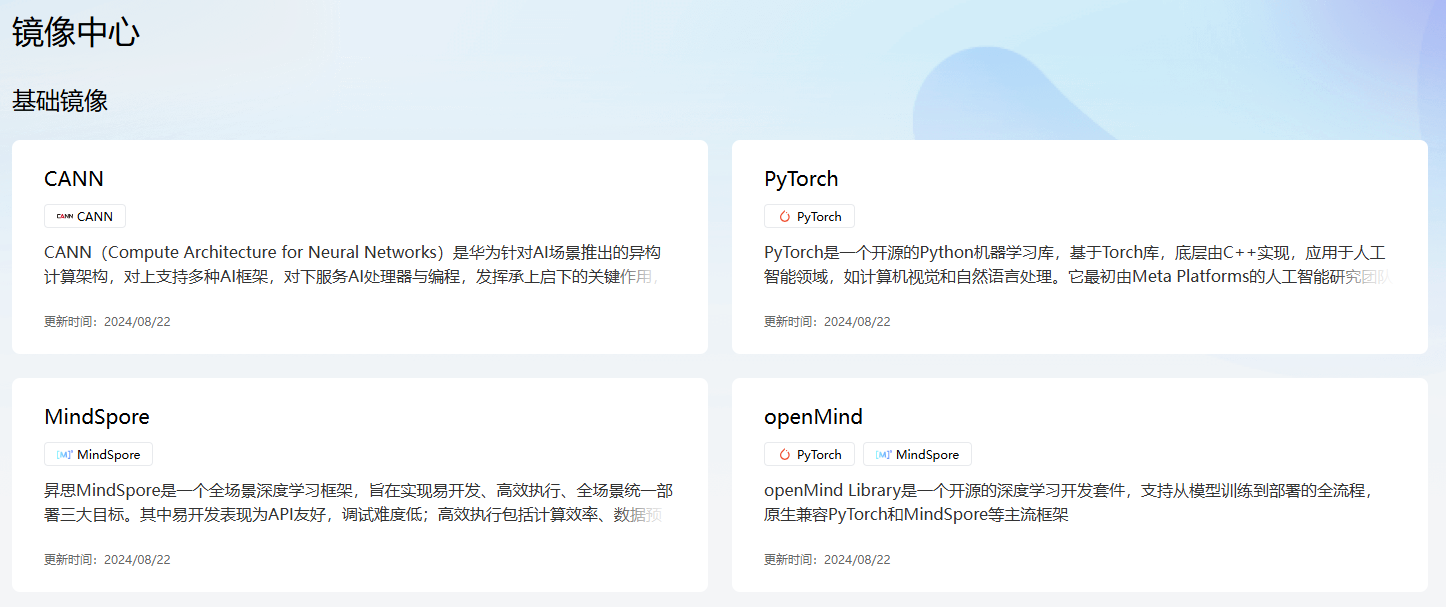 镜像中心
基础镜像
CANN
CANN CANN
CANN（Compute Architecture for Neural Networks）是华为针对AI场景推出的异构
计算架构，对上支持多种AI框架，对下服务AI处理器与编程，发挥承上启下的关键作用，
更新时间：2024/08/22
PyTorch
PyTorch
PyTorch是一个开源的Python机器学习库，基于Torch库，底层由C++实现，应用于人工
智能领域，如计算机视觉和自然语言处理。它最初由Meta Platforms的人工智能研究团队
更新时间：2024/08/22
MindSpore
[M]ˢ MindSpore
昇思MindSpore是一个全场景深度学习框架，旨在实现易开发、高效执行、全场景统一部
署三大目标。其中易开发表现为API友好，调试难度低；高效执行包括计算效率、数据预
更新时间：2024/08/22
openMind
PyTorch [M]ˢ MindSpore
openMind Library是一个开源的深度学习开发套件，支持从模型训练到部署的全流程，
原生兼容PyTorch和MindSpore等主流框架
更新时间：2024/08/22